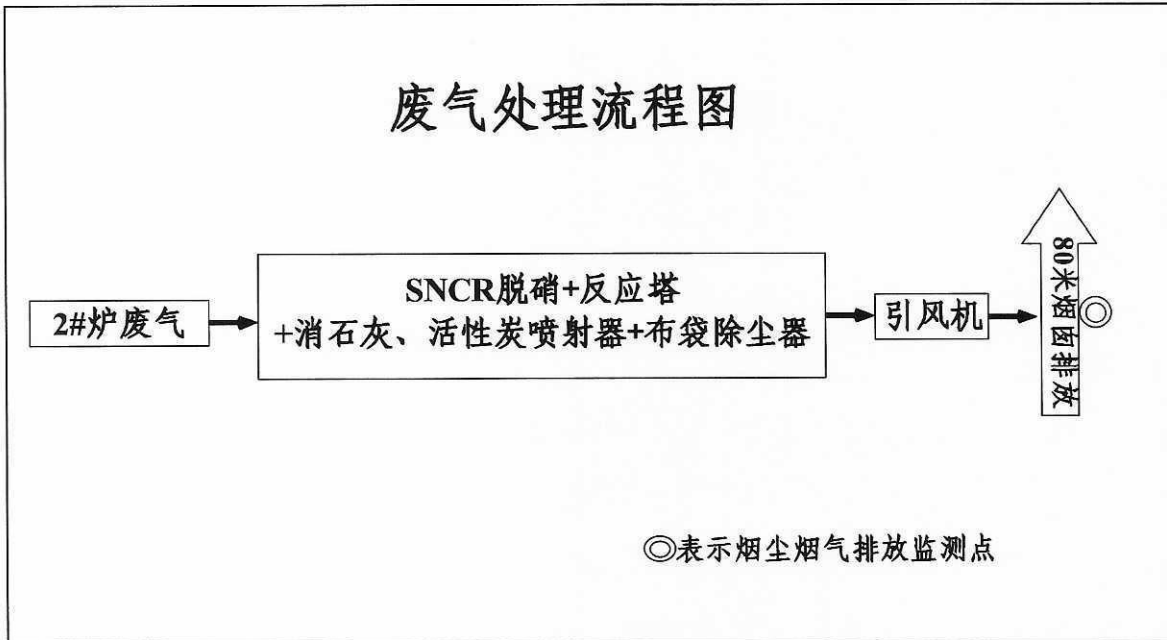 废气处理流程图
2#炉废气
SNCR脱硝+反应塔
+消石灰、活性炭喷射器+布袋除尘器
引风机
80米烟囱排放
◎表示烟尘烟气排放监测点